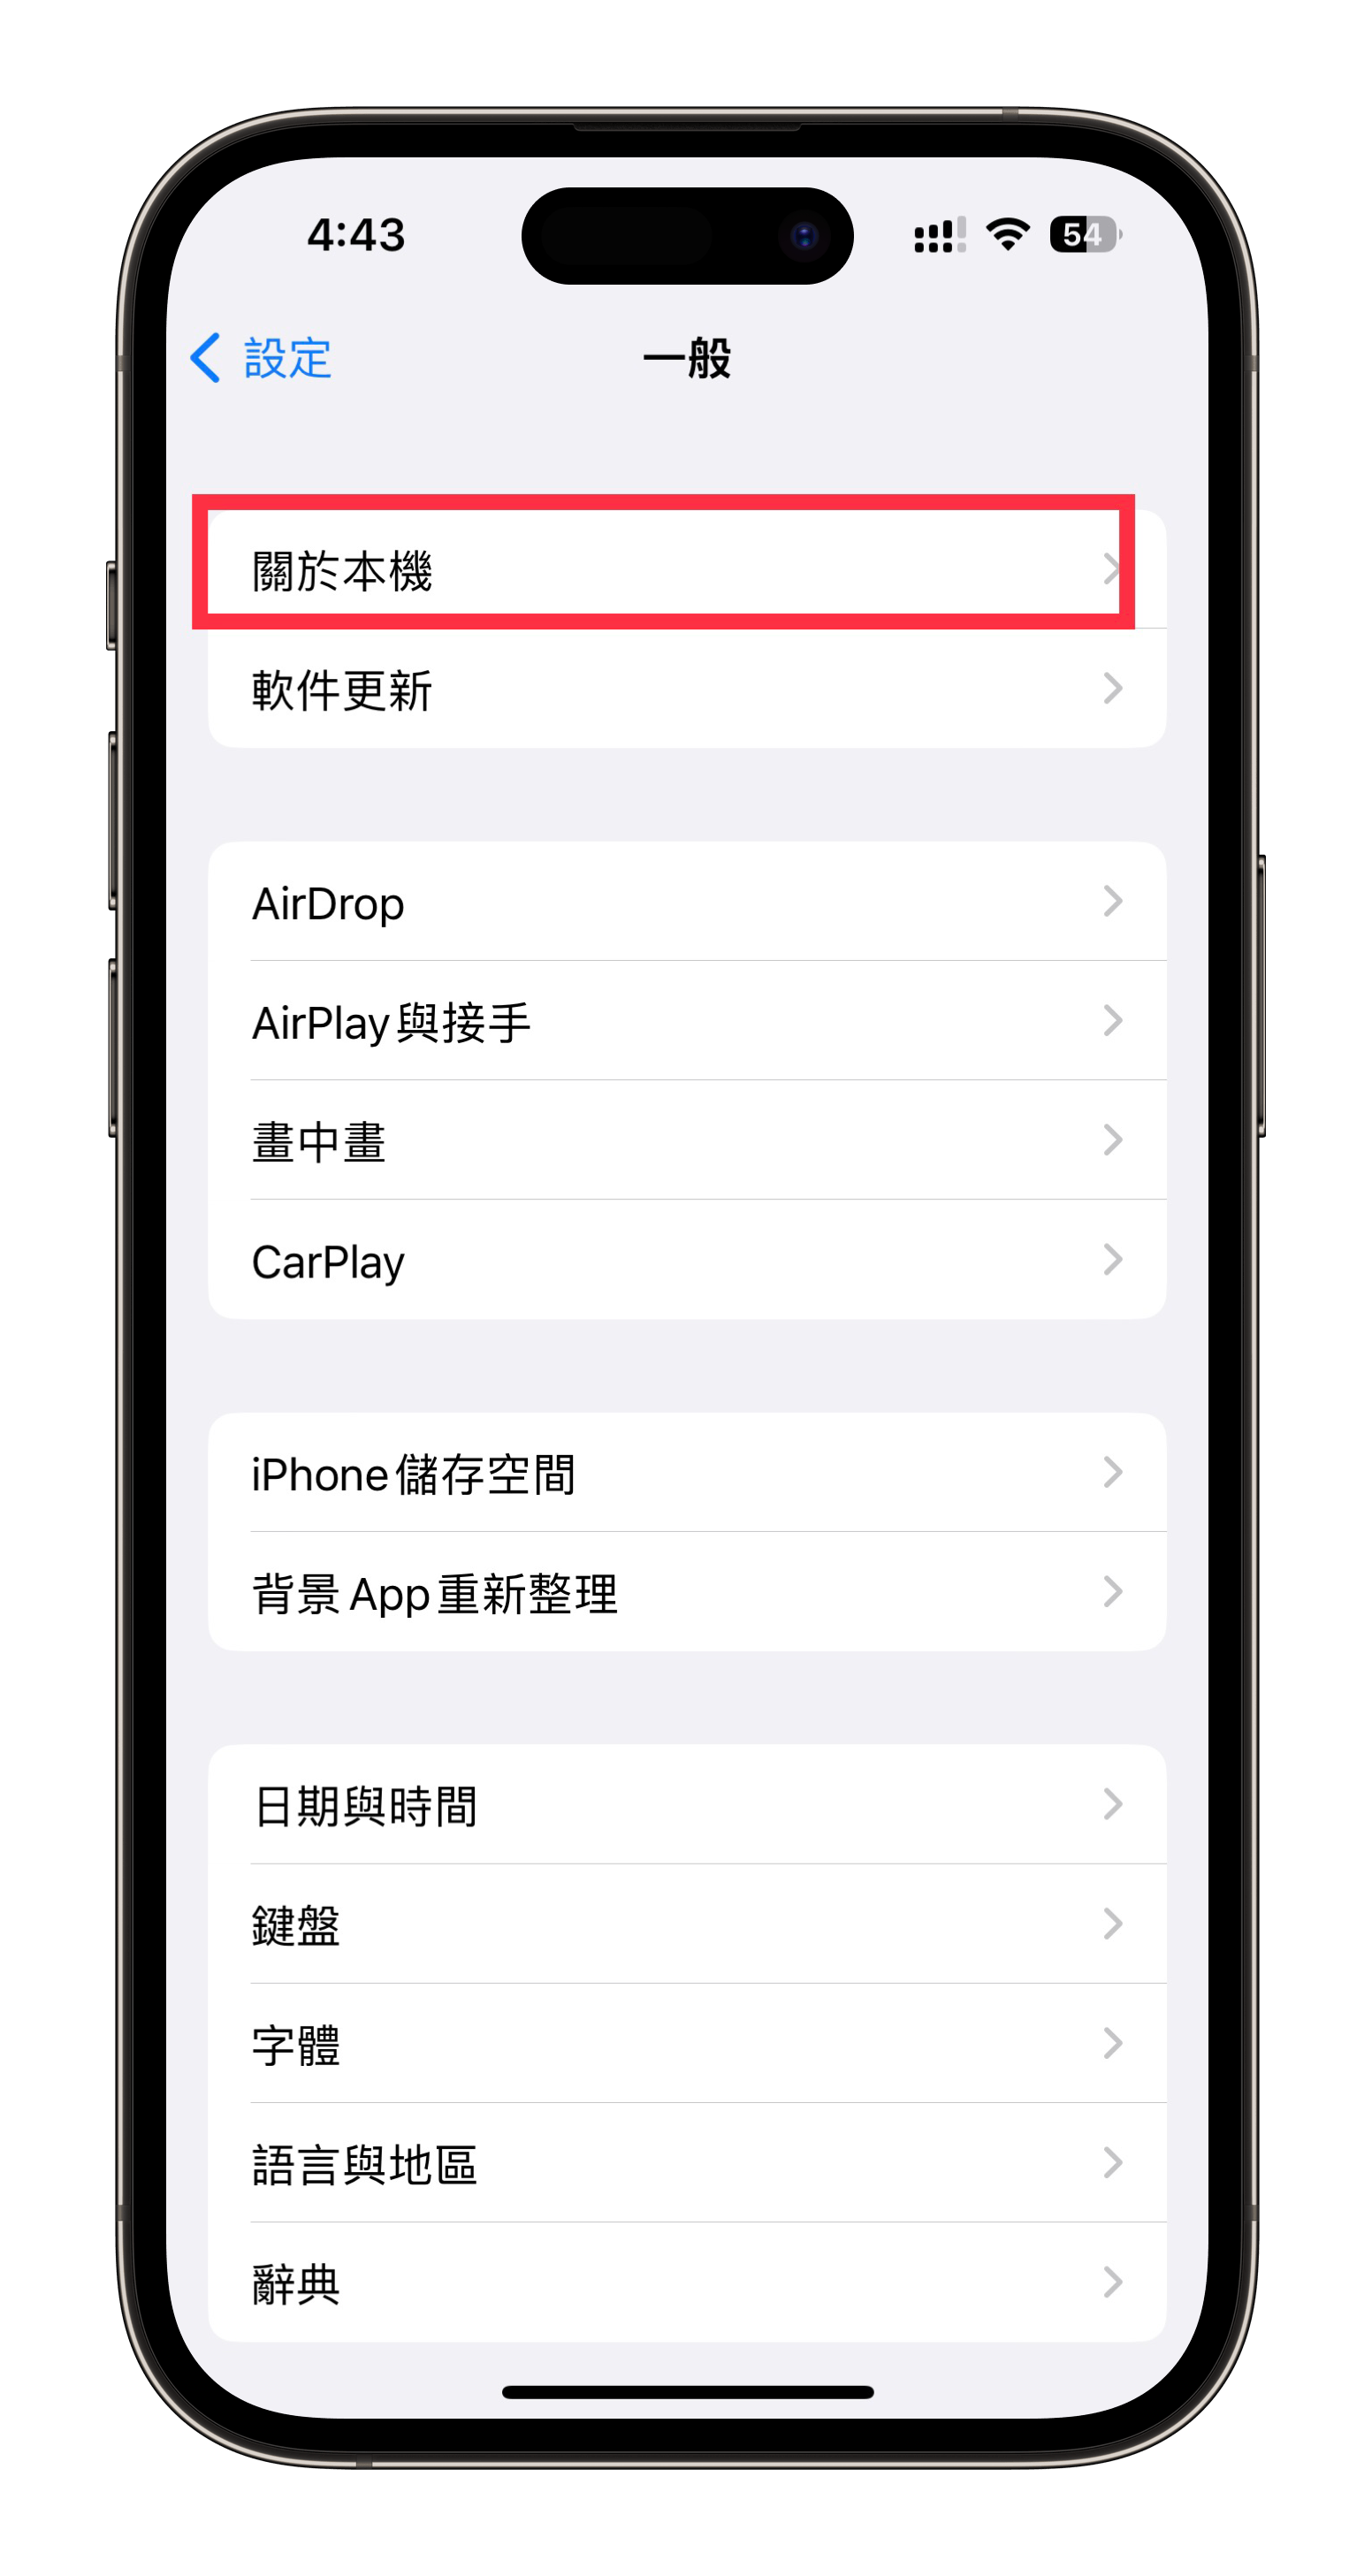 4:43
54
設定
一般
關於本機
軟件更新
AirDrop
AirPlay與接手
畫中畫
CarPlay
iPhone儲存空間
背景App重新整理
日期與時間
鍵盤
字體
語言與地區
辭典